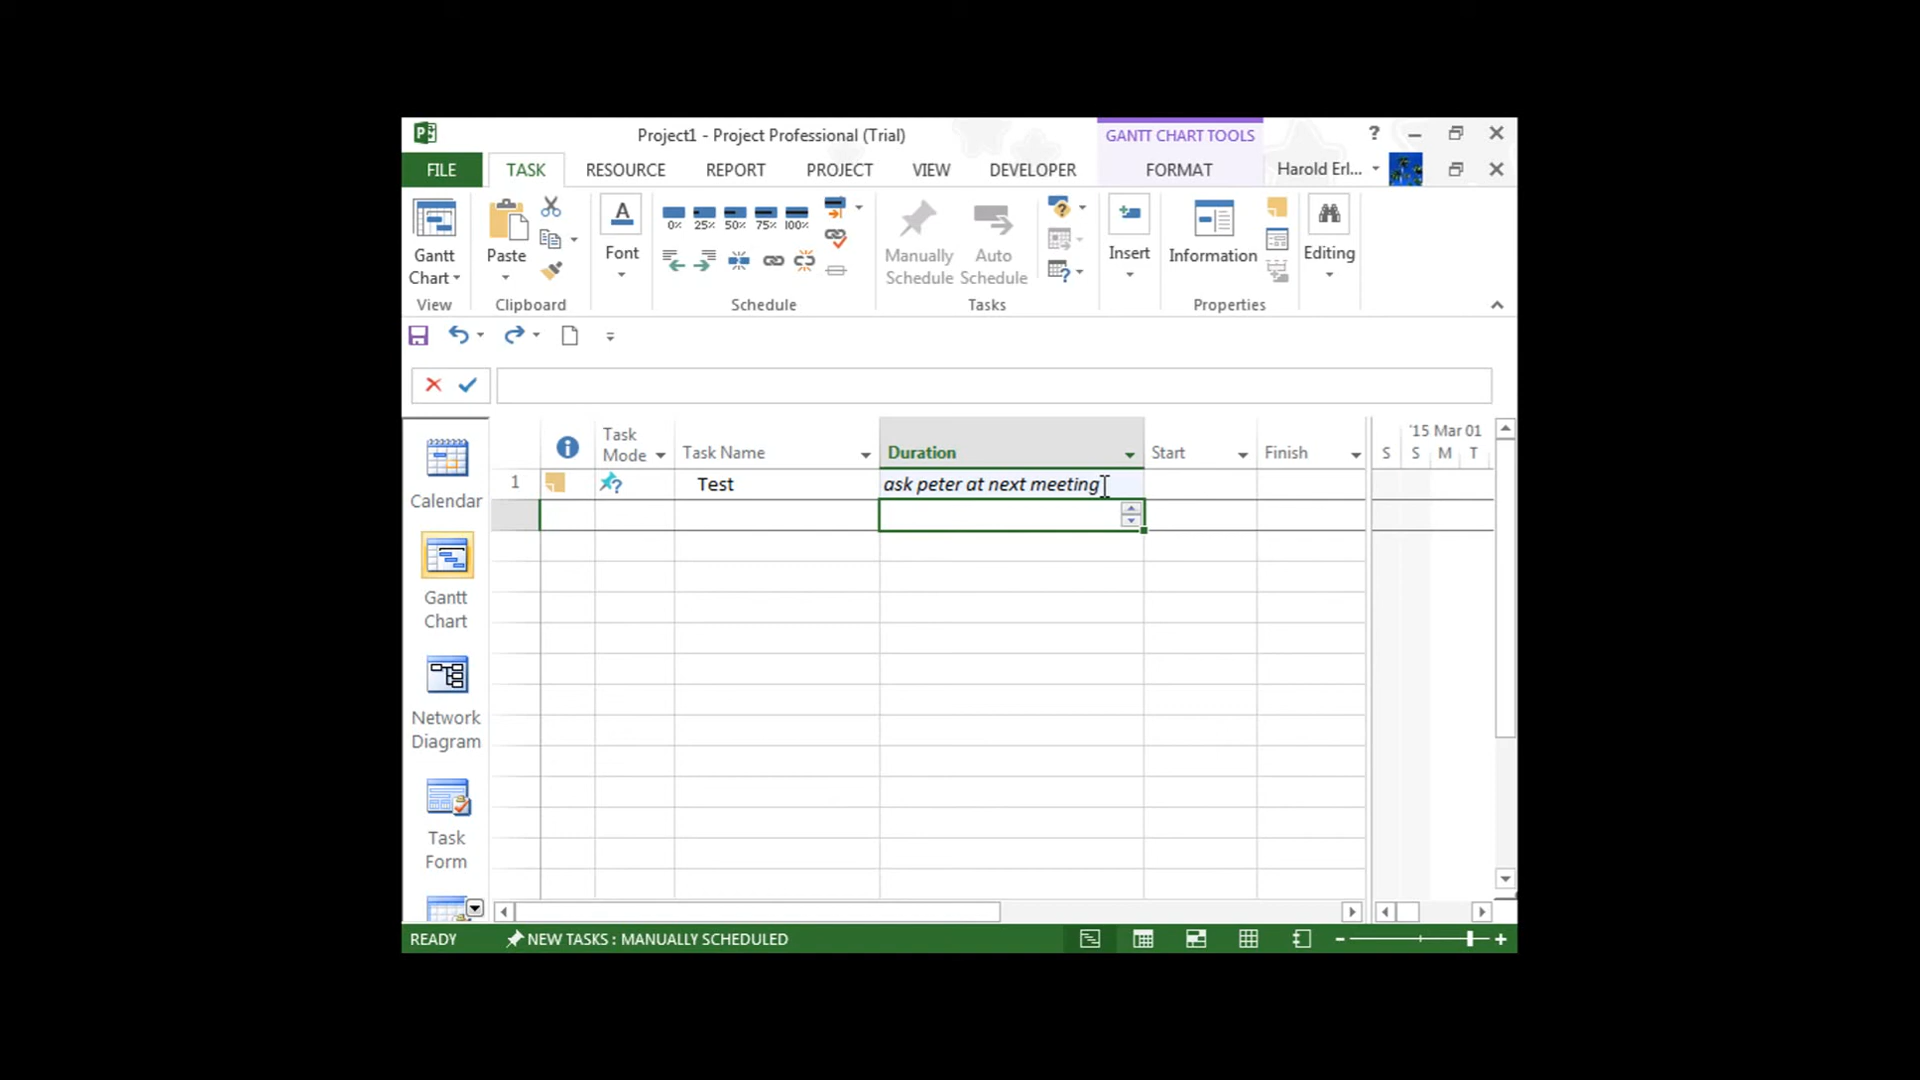 Project1 - Project Professional (Trial)
GANTT CHART TOOLS
?
FILE
TASK
RESOURCE
REPORT
PROJECT
VIEW
DEVELOPER
FORMAT
Harold Erl...
Gantt
Chart
Paste
A
Font
0%
25%
50%
75%
100%
Manually
Schedule
Auto
Schedule
Insert
Information
Editing
View
Clipboard
Schedule
Tasks
Properties
Task
Mode
Task Name
Duration
Start
Finish
'15 Mar 01
S
S
M
T
1
Test
ask peter at next meeting
Calendar
Gantt
Chart
Network
Diagram
Task
Form
READY
NEW TASKS : MANUALLY SCHEDULED